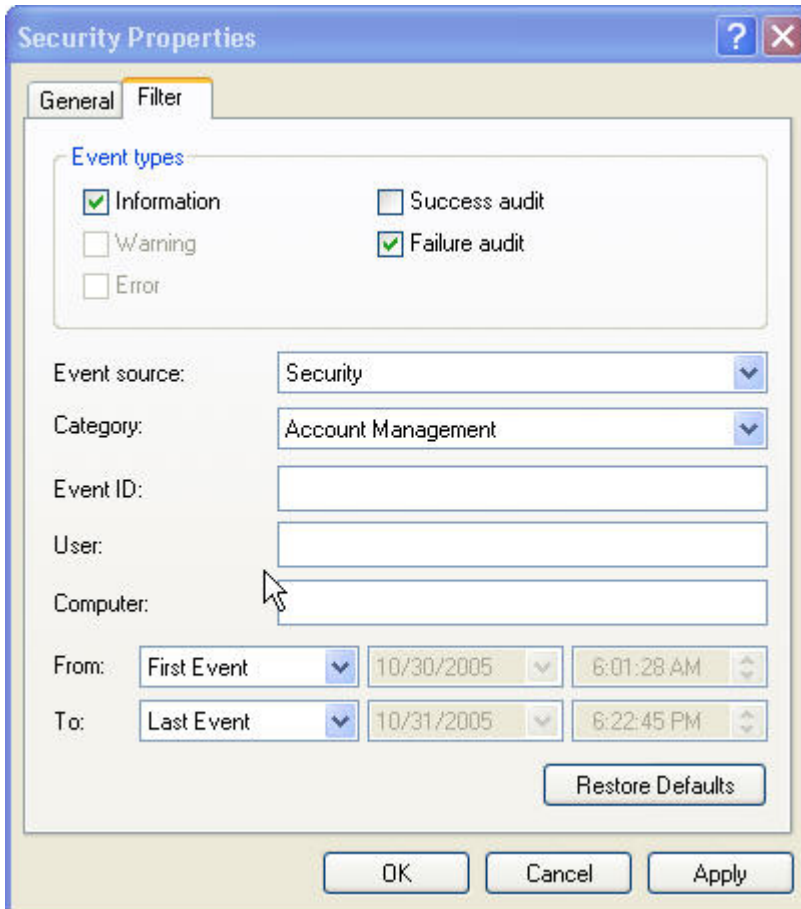 Security Properties
General Filter
Event types
Information Success audit
Warning Failure audit
Error
Event source: Security
Category: Account Management
Event ID:
User:
Computer:
From: First Event 10/30/2005 6:01:28 AM
To: Last Event 10/31/2005 6:22:45 PM
Restore Defaults
OK Cancel Apply